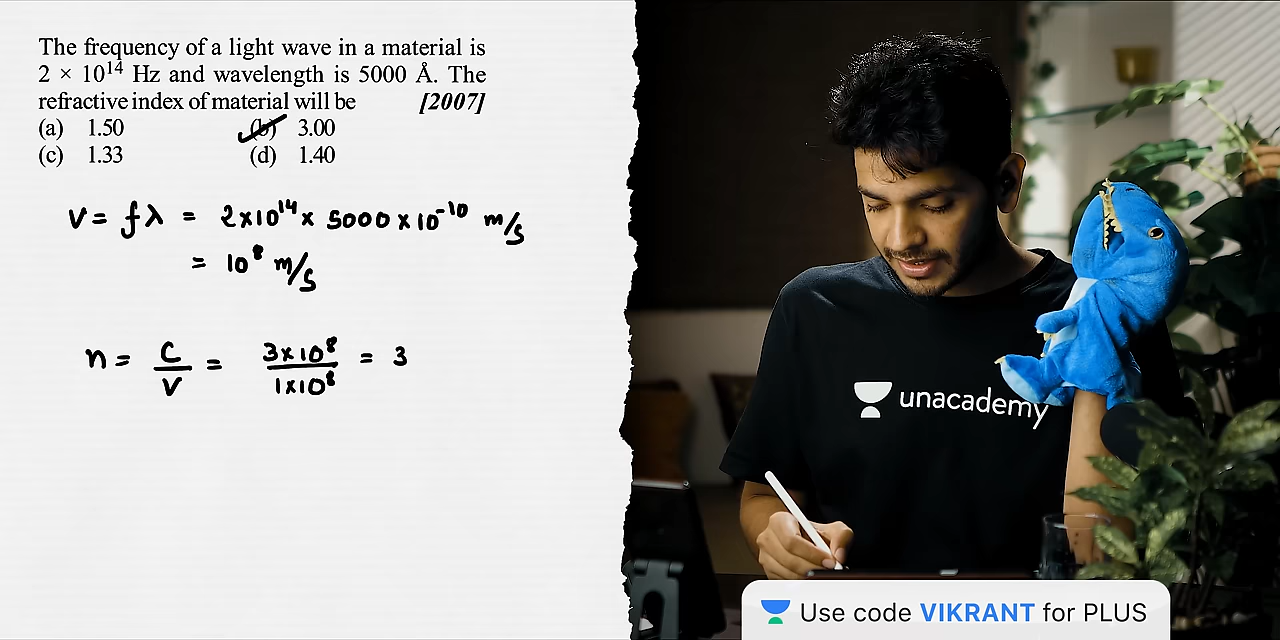 The frequency of a light wave in a material is
2 × 10¹⁴ Hz and wavelength is 5000 Å. The
refractive index of material will be [2007]
(a) 1.50 (b) 3.00
(c) 1.33 (d) 1.40
v = fλ = 2×10¹⁴ × 5000 × 10⁻¹⁰ m/s
= 10⁸ m/s
n = c/v = 3×10⁸/1×10⁸ = 3
unacademy
Use code VIKRANT for PLUS